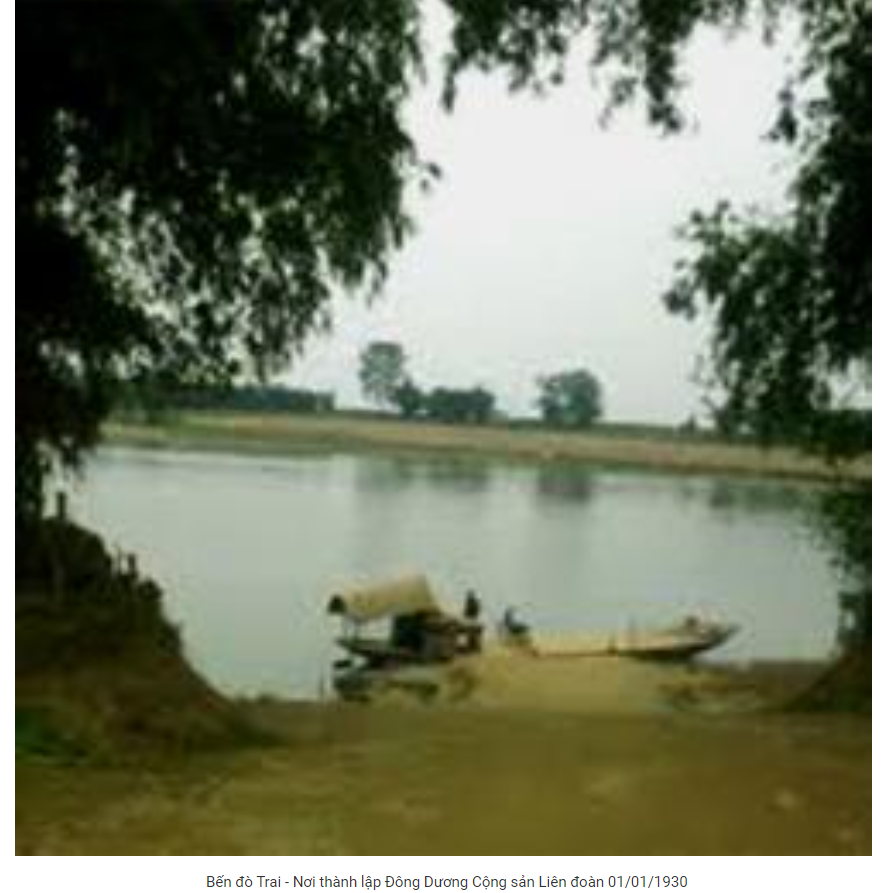 Bến đò Trai - Nơi thành lập Đông Dương Cộng sản Liên đoàn 01/01/1930